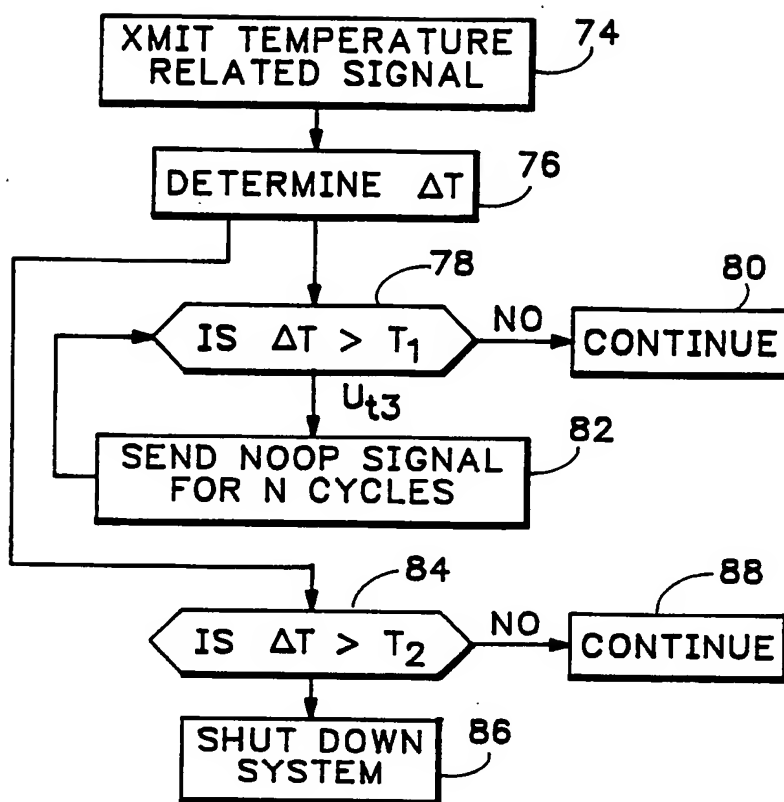 XMIT TEMPERATURE
RELATED SIGNAL
74
DETERMINE ΔT
76
78
IS ΔT > T1
NO
80
CONTINUE
Ut3
SEND NOOP SIGNAL
FOR N CYCLES
82
84
IS ΔT > T2
NO
88
CONTINUE
SHUT DOWN
SYSTEM
86